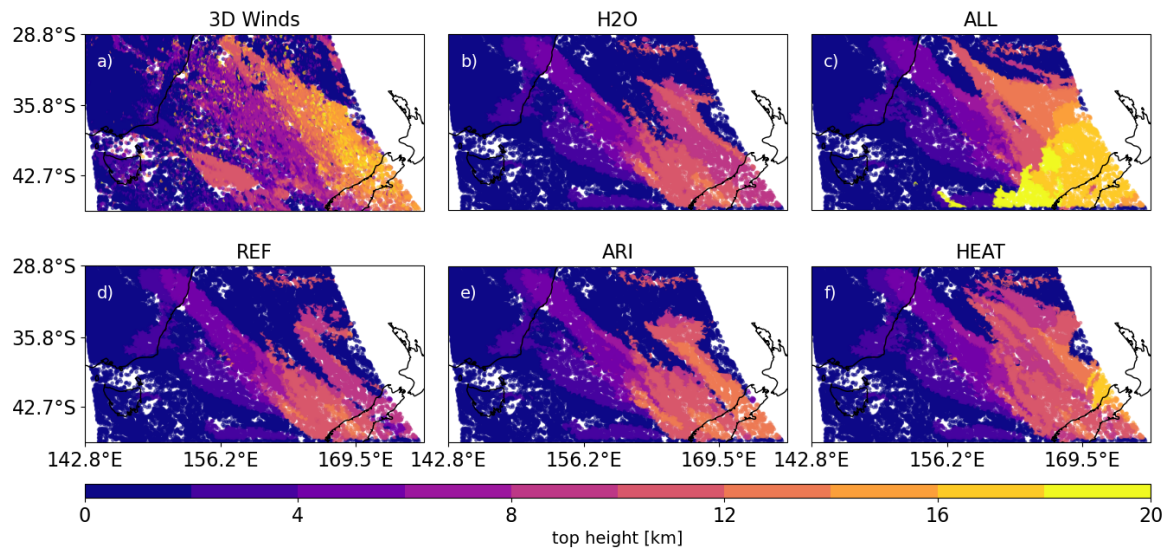 3D Winds H2O ALL
28.8°S a) b) c)
35.8°S
42.7°S
REF ARI HEAT
28.8°S d) e) f)
35.8°S
42.7°S
142.8°E 156.2°E 169.5°E 142.8°E 156.2°E 169.5°E 142.8°E 156.2°E 169.5°E
0 4 8 12 16 20
top height [km]